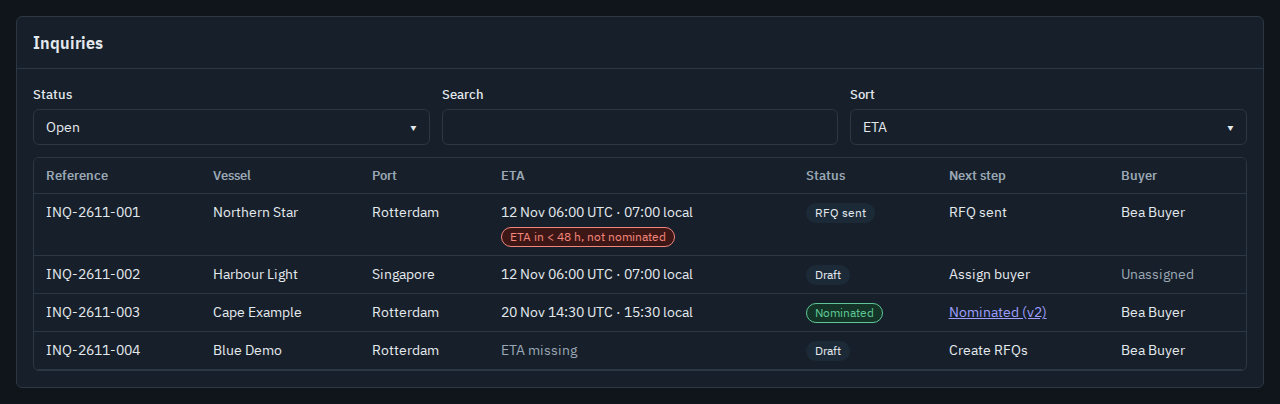 Inquiries
Status Search Sort
Open ETA
Reference Vessel Port ETA Status Next step Buyer
INQ-2611-001 Northern Star Rotterdam 12 Nov 06:00 UTC · 07:00 local RFQ sent RFQ sent Bea Buyer
ETA in < 48 h, not nominated
INQ-2611-002 Harbour Light Singapore 12 Nov 06:00 UTC · 07:00 local Draft Assign buyer Unassigned
INQ-2611-003 Cape Example Rotterdam 20 Nov 14:30 UTC · 15:30 local Nominated Nominated (v2) Bea Buyer
INQ-2611-004 Blue Demo Rotterdam ETA missing Draft Create RFQs Bea Buyer